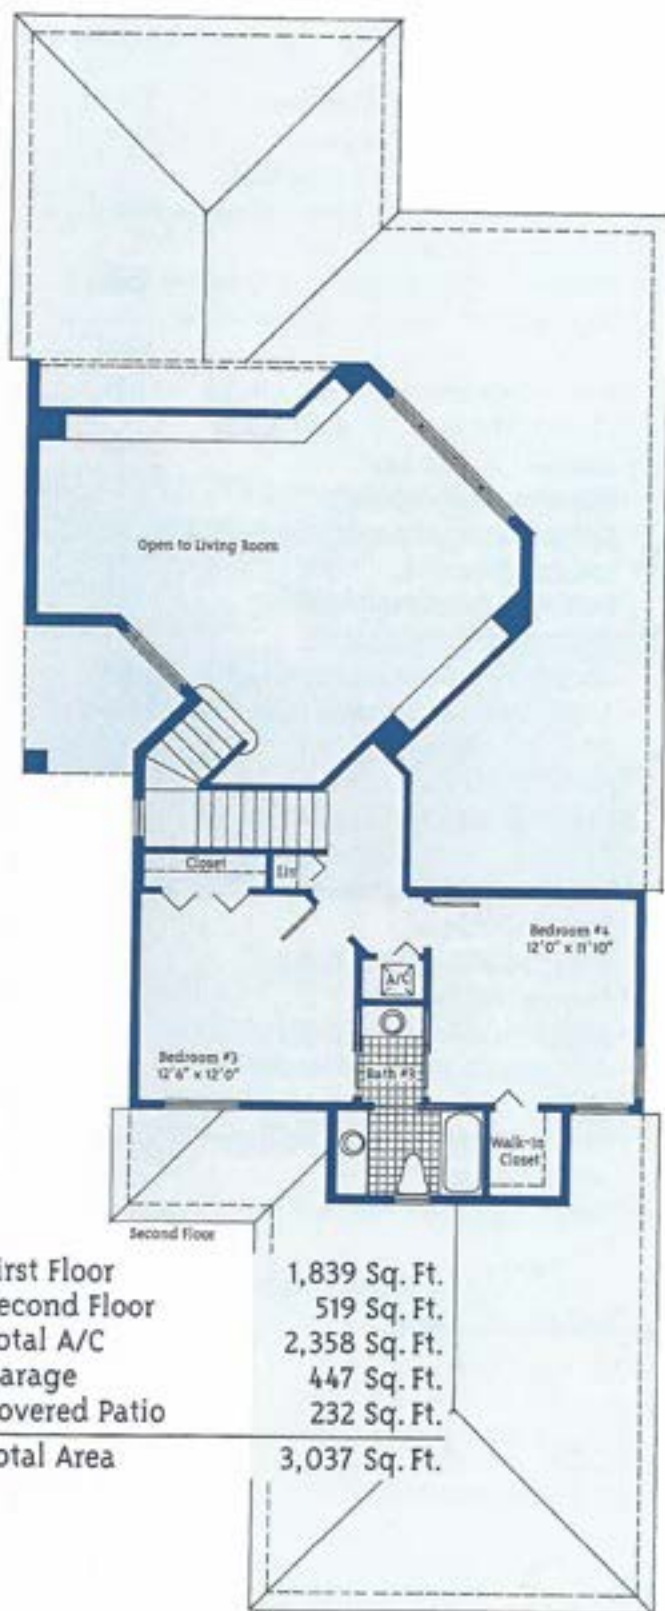 Open to Living Room
Closet
Lin
Bedroom #4
12'0" x 11'10"
A/C
Bedroom #3
12'6" x 12'0"
Bath #3
Walk-In
Closet
Second Floor
irst Floor 1,839 Sq. Ft.
econd Floor 519 Sq. Ft.
otal A/C 2,358 Sq. Ft.
arage 447 Sq. Ft.
overed Patio 232 Sq. Ft.
otal Area 3,037 Sq. Ft.